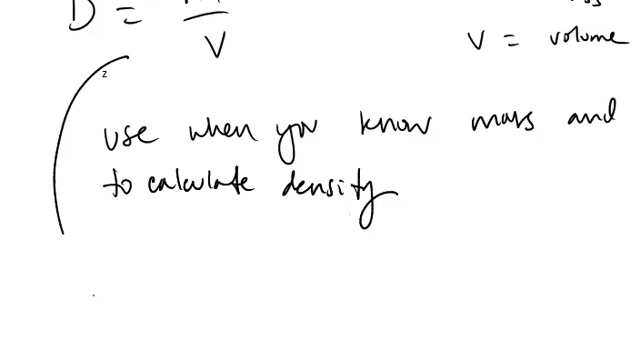 D =
V
V = volume
z
use when you know mass and
to calculate density